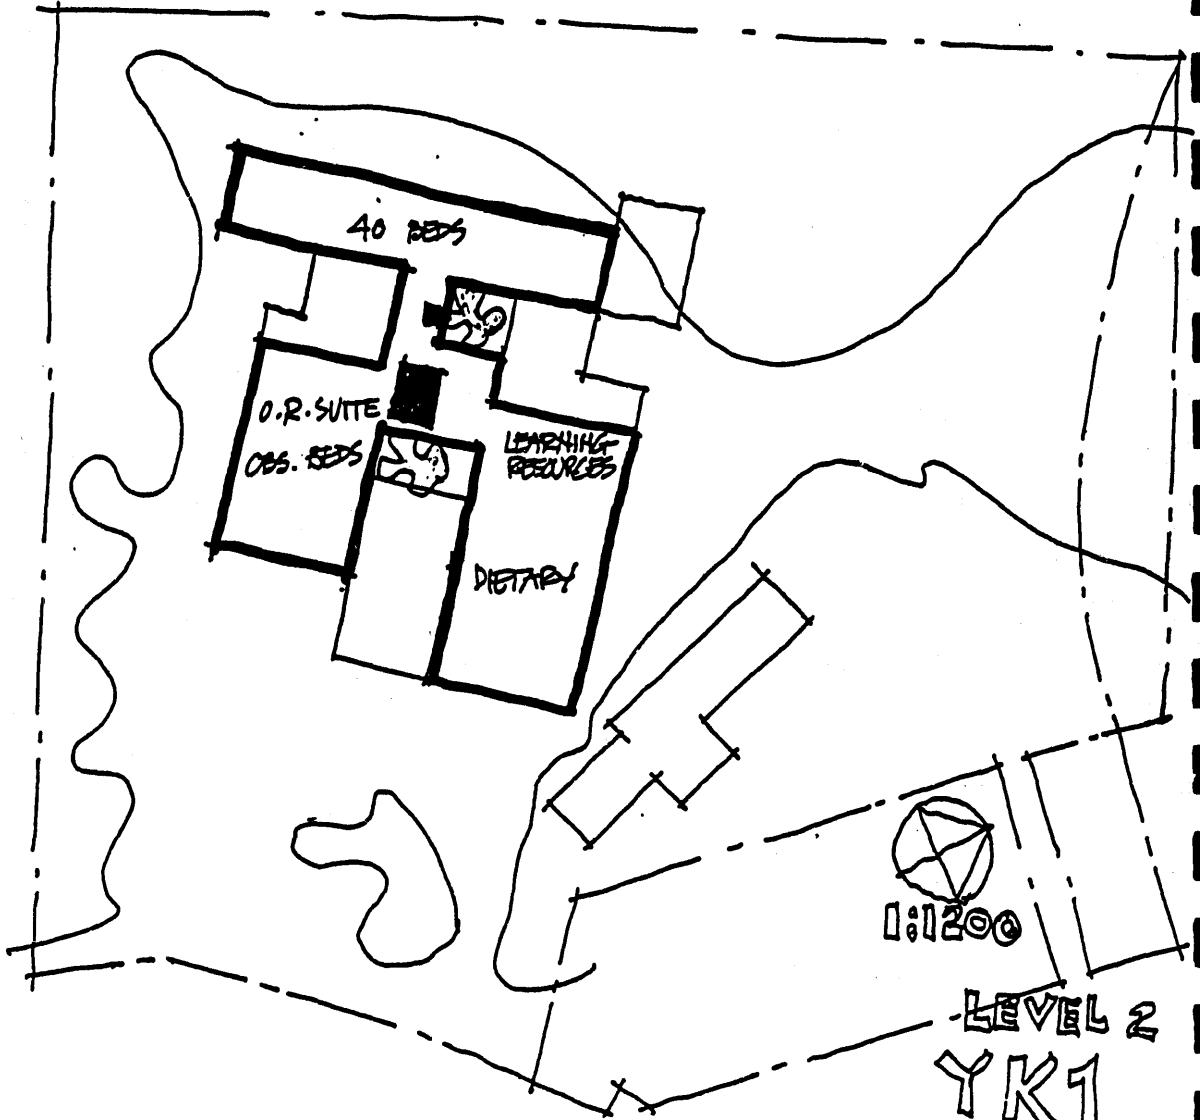 40 BEDS
O.R. SUITE
OBS. BEDS
LEARNING
RESOURCES
DIETARY
1:1200
LEVEL 2
YK1